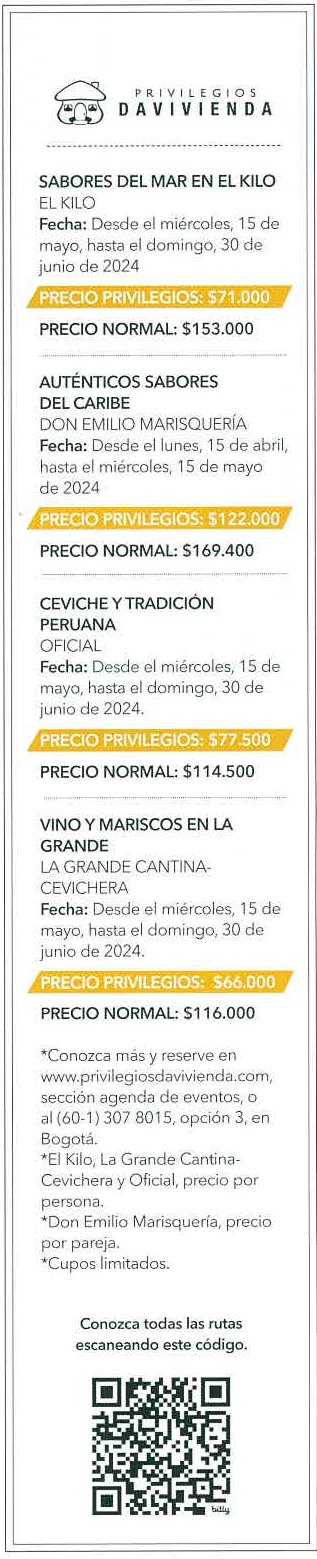 PRIVILEGIOS
DAVIVIENDA
SABORES DEL MAR EN EL KILO
EL KILO
Fecha: Desde el miércoles, 15 de
mayo, hasta el domingo, 30 de
junio de 2024
PRECIO PRIVILEGIOS: $71.000
PRECIO NORMAL: $153.000
AUTÉNTICOS SABORES
DEL CARIBE
DON EMILIO MARISQUERÍA
Fecha: Desde el lunes, 15 de abril,
hasta el miércoles, 15 de mayo
de 2024
PRECIO PRIVILEGIOS: $122.000
PRECIO NORMAL: $169.400
CEVICHE Y TRADICIÓN
PERUANA
OFICIAL
Fecha: Desde el miércoles, 15 de
mayo, hasta el domingo, 30 de
junio de 2024.
PRECIO PRIVILEGIOS: $77.500
PRECIO NORMAL: $114.500
VINO Y MARISCOS EN LA
GRANDE
LA GRANDE CANTINA-
CEVICHERA
Fecha: Desde el miércoles, 15 de
mayo, hasta el domingo, 30 de
junio de 2024.
PRECIO PRIVILEGIOS: $66.000
PRECIO NORMAL: $116.000
*Conozca más y reserve en
www.privilegiosdavivienda.com,
sección agenda de eventos, o
al (60-1) 307 8015, opción 3, en
Bogotá.
*El Kilo, La Grande Cantina-
Cevichera y Oficial, precio por
persona.
*Don Emilio Marisquería, precio
por pareja.
*Cupos limitados.
Conozca todas las rutas
escaneando este código.
billy